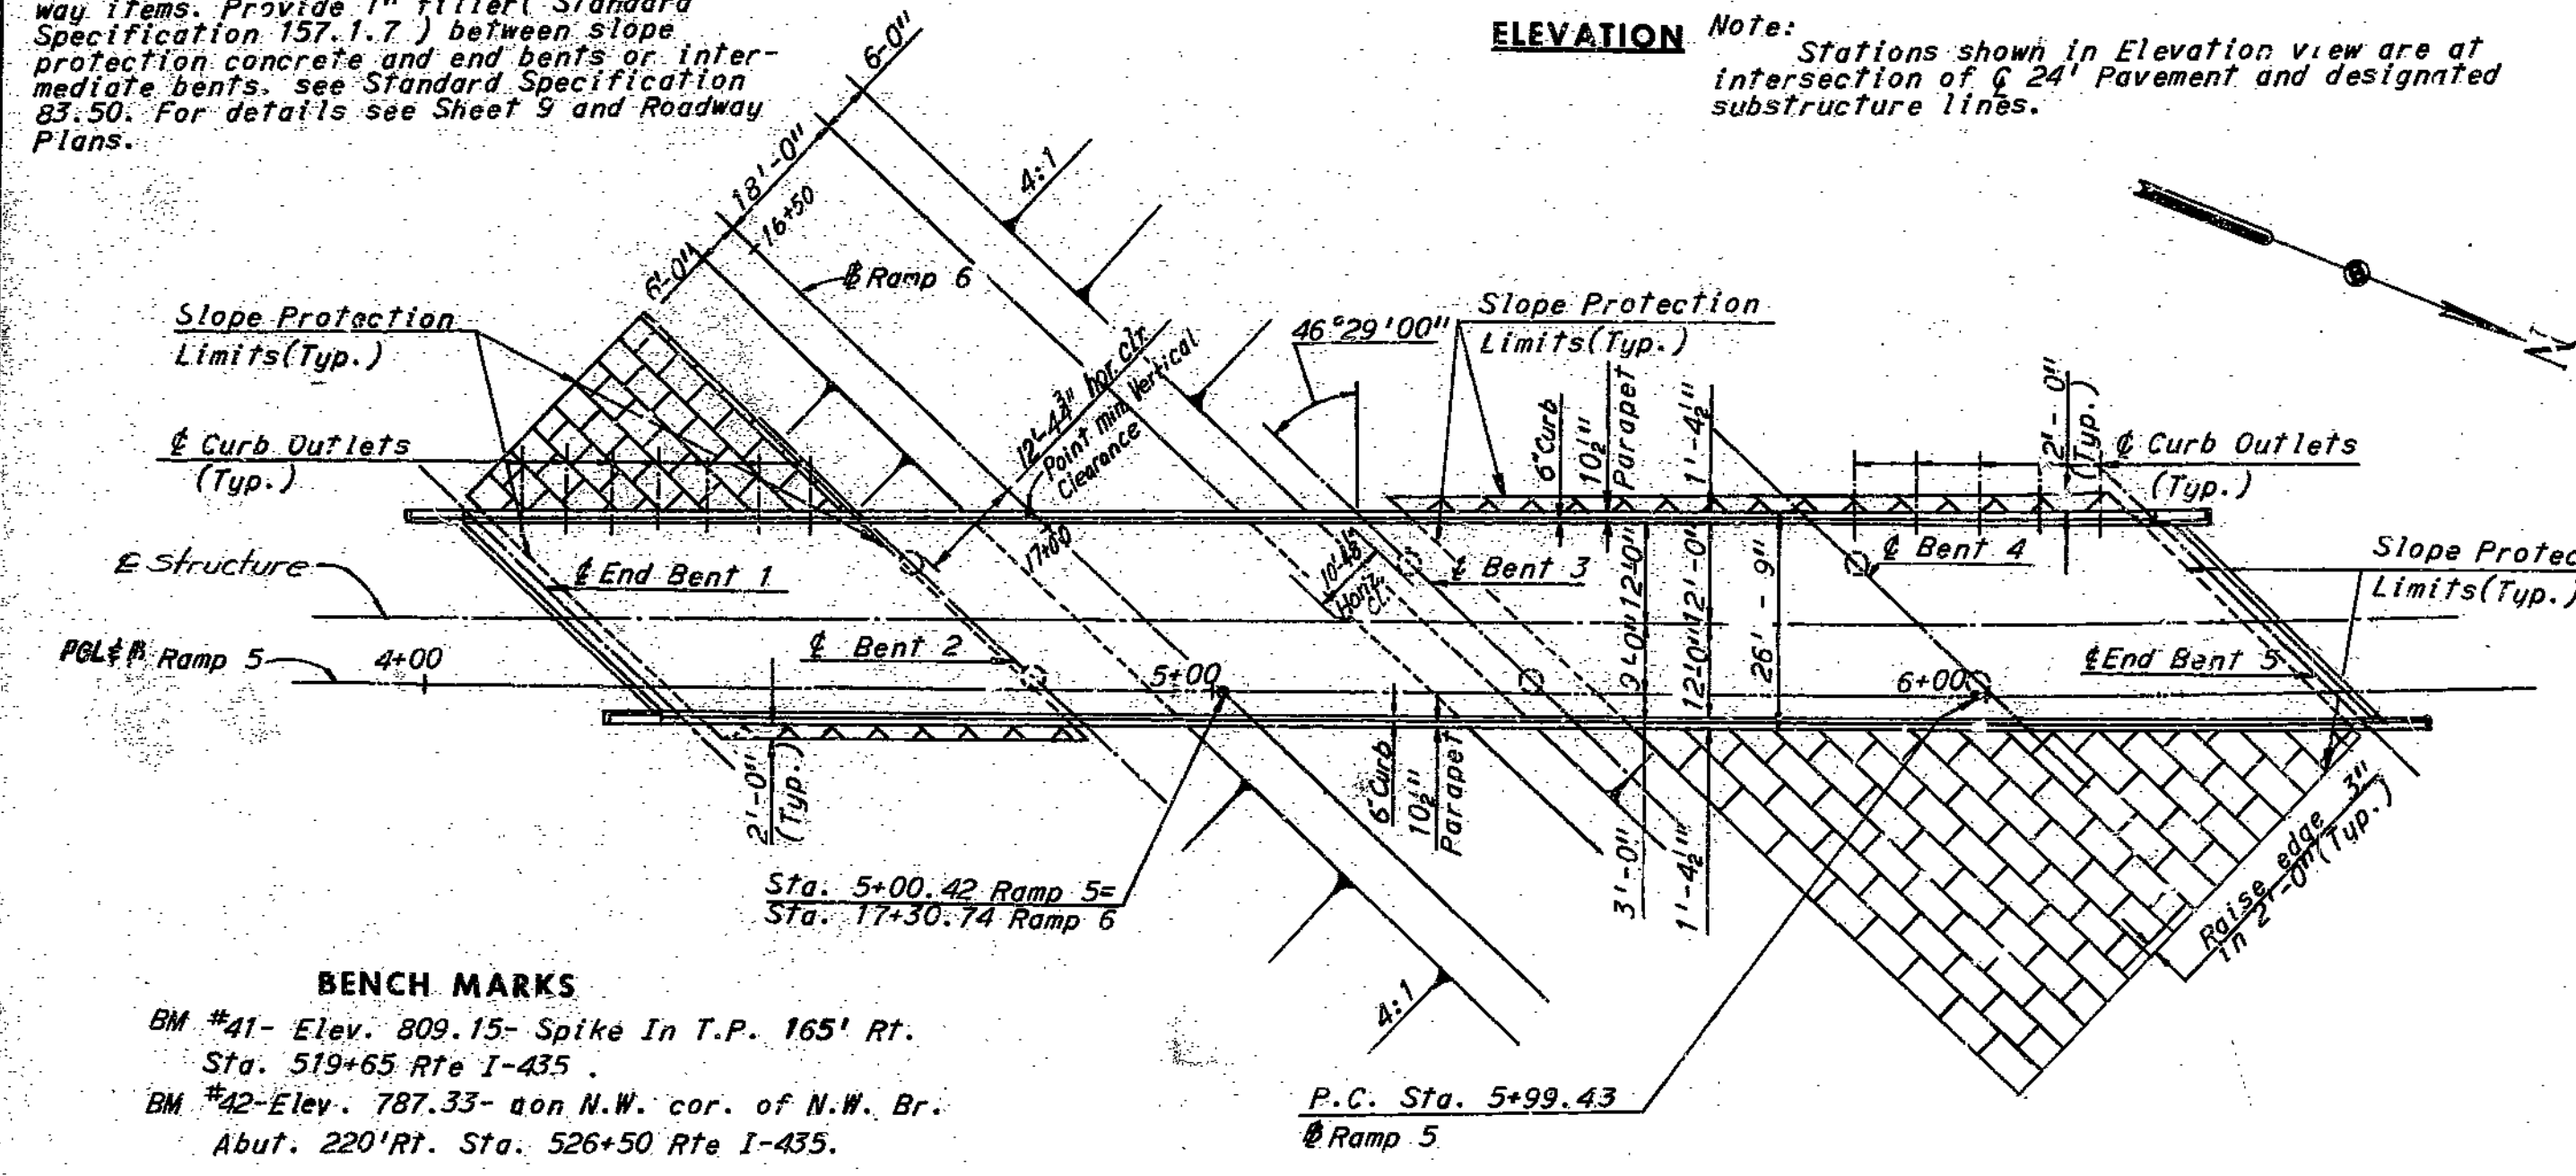 way items. Provide 1" filler( Standard
Specification 157.1.7 ) between slope
protection concrete and end bents or inter-
mediate bents. see Standard Specification
83.50. For details see Sheet 9 and Roadway
Plans.
ELEVATION
Note:
Stations shown in Elevation view are at
intersection of ℄ 24' Pavement and designated
substructure lines.
6-0"
18'-0"
16+50
6'-0"
℄ Ramp 6
4:1
N
Slope Protection
Limits(Typ.)
12'-4¾" hor. clr.
Point min. Vertical
Clearance
46°29'00"
Slope Protection
Limits(Typ.)
6" Curb
10½"
Parapet
1'-4½"
2'-0"
(Typ.)
℄ Curb Outlets
(Typ.)
℄ Curb Outlets
(Typ.)
17+00
Horiz.
Cl.
℄ Structure
℄ End Bent 1
℄ Bent 3
℄ Bent 4
Slope Protec
Limits(Typ.)
12'-0"
12'-0"
9'-0"
12'-0"
26'-9"
PGL & ℄ Ramp 5
4+00
℄ Bent 2
5+00
6+00
℄ End Bent 5
2'-0"
(Typ.)
6" Curb
10½"
Parapet
3'-0"
1'-4½"
Raise edge 3"
in 2'-0" (Typ.)
Sta. 5+00.42 Ramp 5=
Sta. 17+30.74 Ramp 6
4:1
P.C. Sta. 5+99.43
℄ Ramp 5
BENCH MARKS
BM #41- Elev. 809.15- Spike In T.P. 165' Rt.
Sta. 519+65 Rte I-435 .
BM #42-Elev. 787.33- on N.W. cor. of N.W. Br.
Abut. 220'Rt. Sta. 526+50 Rte I-435.